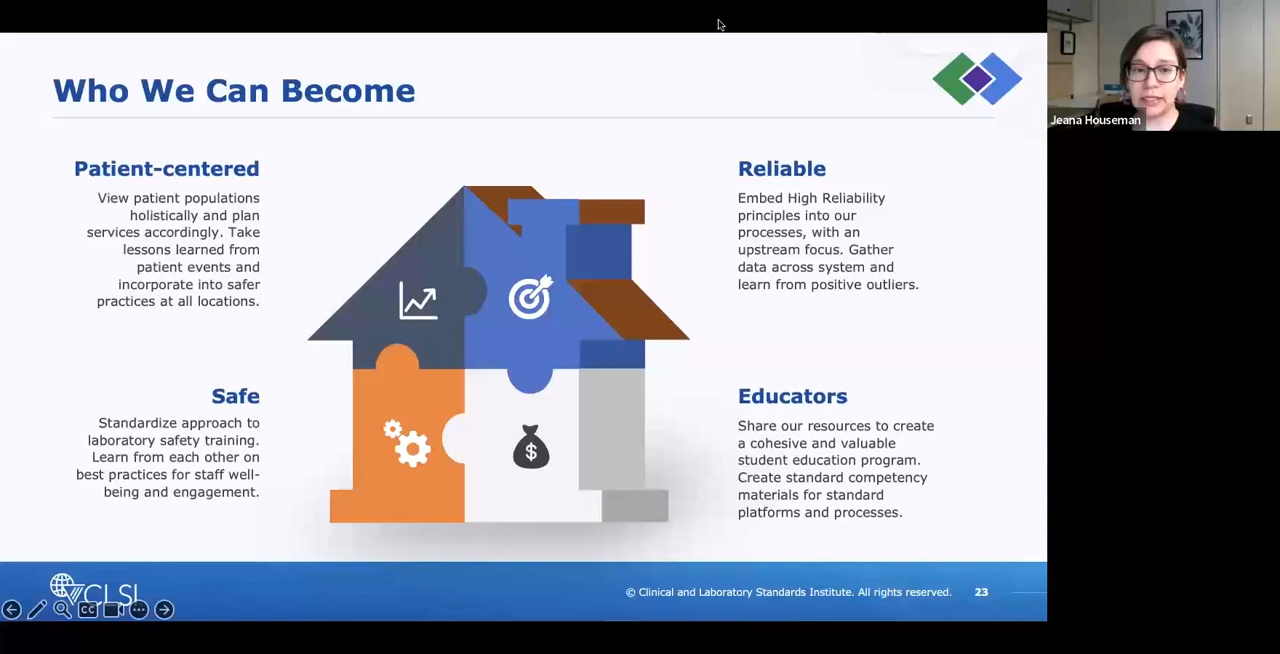 Who We Can Become
Jeana Houseman
Patient-centered
View patient populations
holistically and plan
services accordingly. Take
lessons learned from
patient events and
incorporate into safer
practices at all locations.
Reliable
Embed High Reliability
principles into our
processes, with an
upstream focus. Gather
data across system and
learn from positive outliers.
Safe
Standardize approach to
laboratory safety training.
Learn from each other on
best practices for staff well-
being and engagement.
Educators
Share our resources to create
a cohesive and valuable
student education program.
Create standard competency
materials for standard
platforms and processes.
$
CLSI
CC
© Clinical and Laboratory Standards Institute. All rights reserved.
23